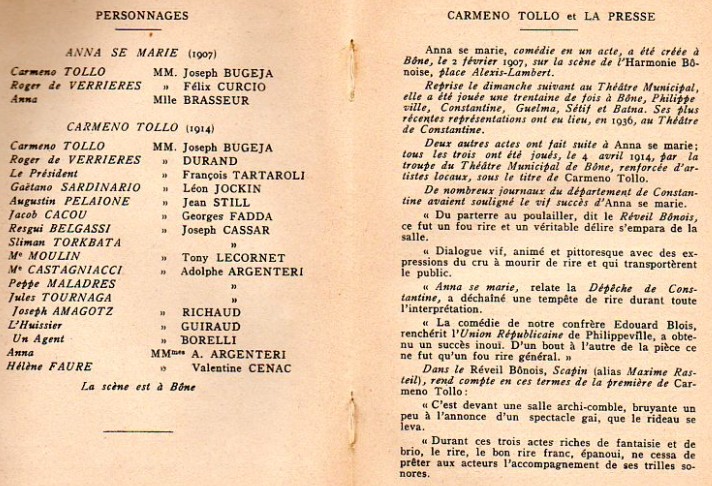 PERSONNAGES
ANNA SE MARIE (1907)
Carmeno TOLLO MM. Joseph BUGEJA
Roger de VERRIERES » Félix CURCIO
Anna Mlle BRASSEUR
CARMENO TOLLO (1914)
Carmeno TOLLO MM. Joseph BUGEJA
Roger de VERRIERES » DURAND
Le Président » François TARTAROLI
Gaëtano SARDINARIO » Léon JOCKIN
Augustin PELAIONE » Jean STILL
Jacob CACOU » Georges FADDA
Resgui BELGASSI » Joseph CASSAR
Sliman TORKBATA »
Me MOULIN » Tony LECORNET
Me CASTAGNIACCI » Adolphe ARGENTERI
Peppe MALADRES »
Jules TOURNAGA »
Joseph AMAGOTZ » RICHAUD
L'Huissier » GUIRAUD
Un Agent » BORELLI
Anna MMmes A. ARGENTERI
Hélène FAURE » Valentine CENAC
La scène est à Bône
CARMENO TOLLO et LA PRESSE
Anna se marie, comédie en un acte, a été créée à
Bône, le 2 février 1907, sur la scène de l'Harmonie Bô-
noise, place Alexis-Lambert.
Reprise le dimanche suivant au Théâtre Municipal,
elle a été jouée une trentaine de fois à Bône, Philippe
ville, Constantine, Guelma, Sétif et Batna. Ses plus
récentes représentations ont eu lieu, en 1936, au Théâtre
de Constantine.
Deux autres actes ont fait suite à Anna se marie;
tous les trois ont été joués, le 4 avril 1914, par la
troupe du Théâtre Municipal de Bône, renforcée d'ar-
tistes locaux, sous le titre de Carmeno Tollo.
De nombreux journaux du département de Constan-
tine avaient souligné le vif succès d'Anna se marie.
« Du parterre au poulailler, dit le Réveil Bônois,
ce fut un fou rire et un véritable délire s'empara de la
salle.
« Dialogue vif, animé et pittoresque avec des ex-
pressions du cru à mourir de rire et qui transportèrent
le public.
« Anna se marie, relate la Dépêche de Cons-
tantine, a déchaîné une tempête de rire durant toute
l'interprétation.
« La comédie de notre confrère Edouard Blois,
renchérit l'Union Républicaine de Philippeville, a obte-
nu un succès inouï. D'un bout à l'autre de la pièce ce
ne fut qu'un fou rire général. »
Dans le Réveil Bônois, Scapin (alias Maxime Ras-
teil), rend compte en ces termes de la première de Car-
meno Tollo :
« C'est devant une salle archi-comble, bruyante un
peu à l'annonce d'un spectacle gai, que le rideau se
leva.
« Durant ces trois actes riches de fantaisie et de
brio, le rire, le bon rire franc, épanoui, ne cessa de
prêter aux acteurs l'accompagnement de ses trilles so-
nores.